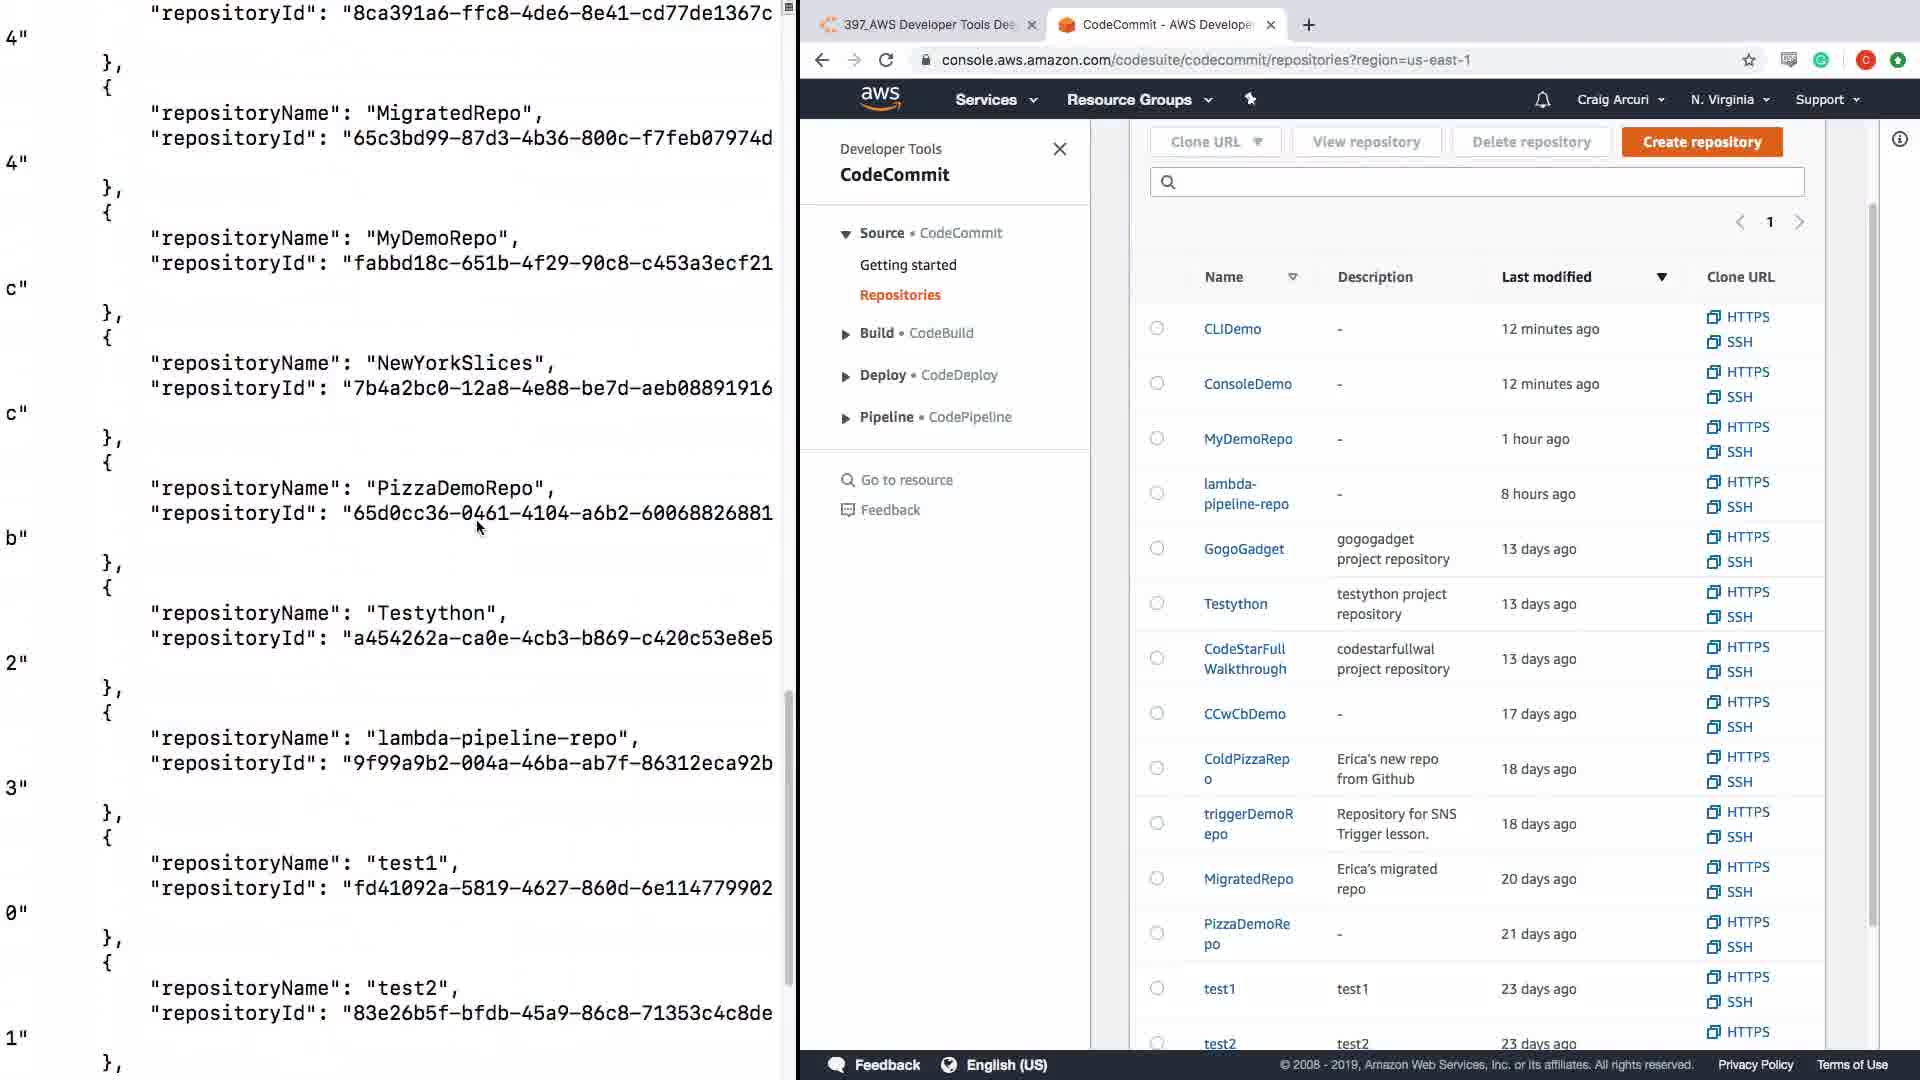 "repositoryId": "8ca391a6-ffc8-4de6-8e41-cd77de1367c
4"
},
{
"repositoryName": "MigratedRepo",
"repositoryId": "65c3bd99-87d3-4b36-800c-f7feb07974d
4"
},
{
"repositoryName": "MyDemoRepo",
"repositoryId": "fabbd18c-651b-4f29-90c8-c453a3ecf21
c"
},
{
"repositoryName": "NewYorkSlices",
"repositoryId": "7b4a2bc0-12a8-4e88-be7d-aeb08891916
c"
},
{
"repositoryName": "PizzaDemoRepo",
"repositoryId": "65d0cc36-0461-4104-a6b2-60068826881
b"
},
{
"repositoryName": "Testython",
"repositoryId": "a454262a-ca0e-4cb3-b869-c420c53e8e5
2"
},
{
"repositoryName": "lambda-pipeline-repo",
"repositoryId": "9f99a9b2-004a-46ba-ab7f-86312eca92b
3"
},
{
"repositoryName": "test1",
"repositoryId": "fd41092a-5819-4627-860d-6e114779902
0"
},
{
"repositoryName": "test2",
"repositoryId": "83e26b5f-bfdb-45a9-86c8-71353c4c8de
1"
},
397_AWS Developer Tools De
CodeCommit - AWS Develope
console.aws.amazon.com/codesuite/codecommit/repositories?region=us-east-1
C
aws
Services
Resource Groups
Craig Arcuri
N. Virginia
Support
Developer Tools
CodeCommit
Source • CodeCommit
Getting started
Repositories
Build • CodeBuild
Deploy • CodeDeploy
Pipeline • CodePipeline
Go to resource
Feedback
Clone URL
View repository
Delete repository
Create repository
1
Name
Description
Last modified
Clone URL
CLIDemo
-
12 minutes ago
HTTPS
SSH
ConsoleDemo
-
12 minutes ago
HTTPS
SSH
MyDemoRepo
-
1 hour ago
HTTPS
SSH
lambda-
pipeline-repo
-
8 hours ago
HTTPS
SSH
GogoGadget
gogogadget
project repository
13 days ago
HTTPS
SSH
Testython
testython project
repository
13 days ago
HTTPS
SSH
CodeStarFull
Walkthrough
codestarfullwal
project repository
13 days ago
HTTPS
SSH
CCwCbDemo
-
17 days ago
HTTPS
SSH
ColdPizzaRep
o
Erica's new repo
from Github
18 days ago
HTTPS
SSH
triggerDemoR
epo
Repository for SNS
Trigger lesson.
18 days ago
HTTPS
SSH
MigratedRepo
Erica's migrated
repo
20 days ago
HTTPS
SSH
PizzaDemoRe
po
-
21 days ago
HTTPS
SSH
test1
test1
23 days ago
HTTPS
SSH
test2
test2
23 days ago
HTTPS
Feedback
English (US)
© 2008 - 2019, Amazon Web Services, Inc. or its affiliates. All rights reserved.
Privacy Policy
Terms of Use